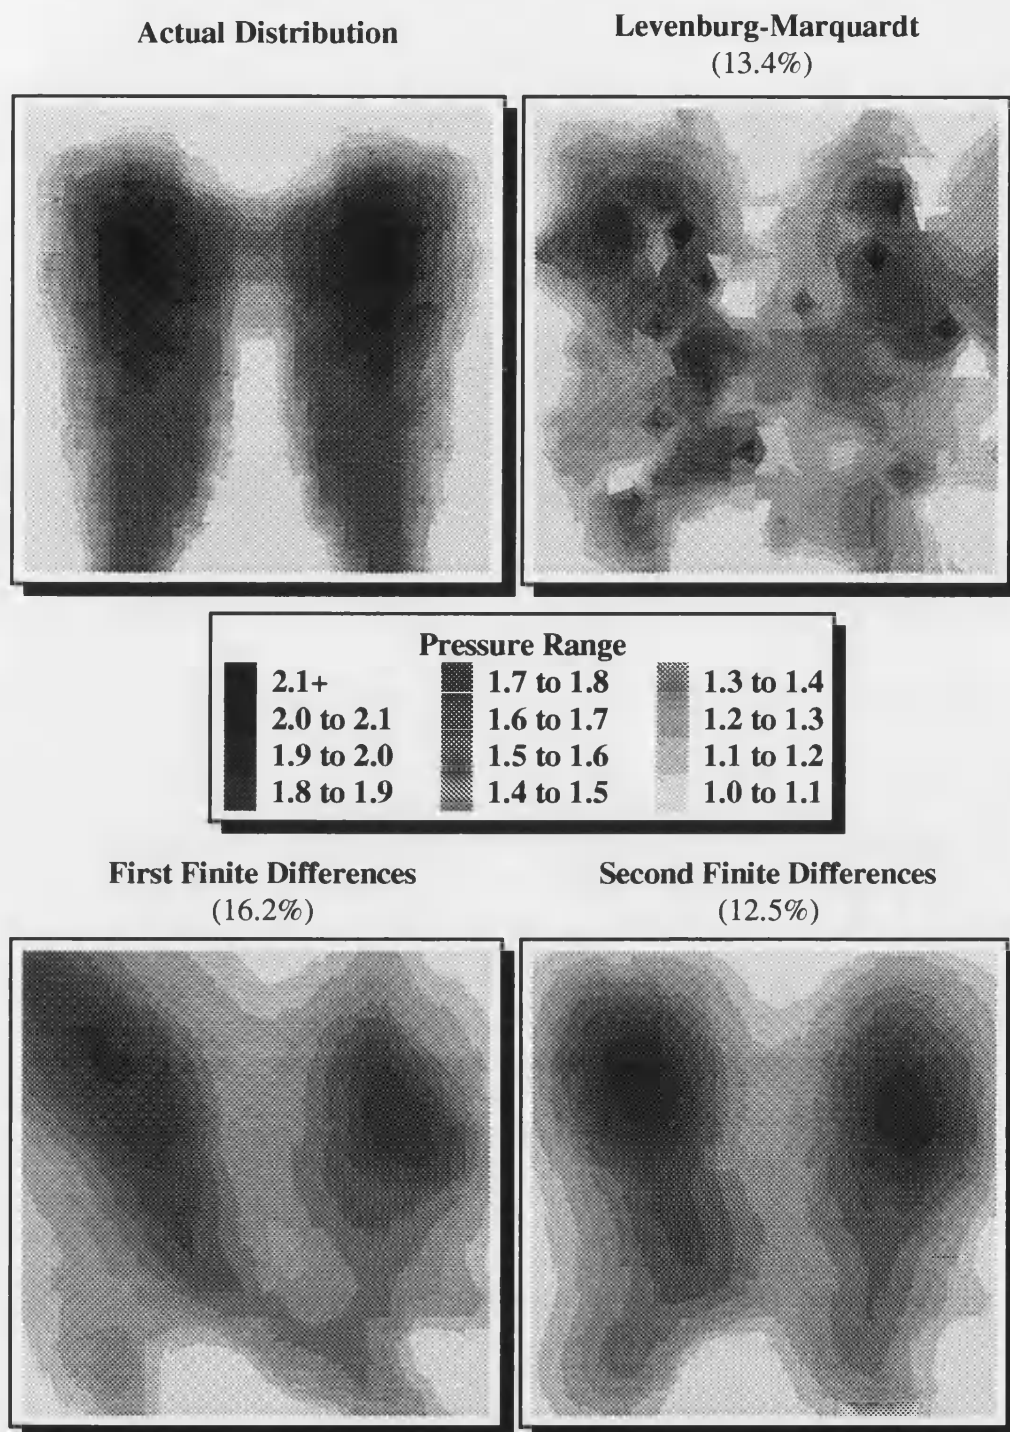 Actual Distribution
Levenburg-Marquardt
(13.4%)
Pressure Range
2.1+
2.0 to 2.1
1.9 to 2.0
1.8 to 1.9
1.7 to 1.8
1.6 to 1.7
1.5 to 1.6
1.4 to 1.5
1.3 to 1.4
1.2 to 1.3
1.1 to 1.2
1.0 to 1.1
First Finite Differences
(16.2%)
Second Finite Differences
(12.5%)